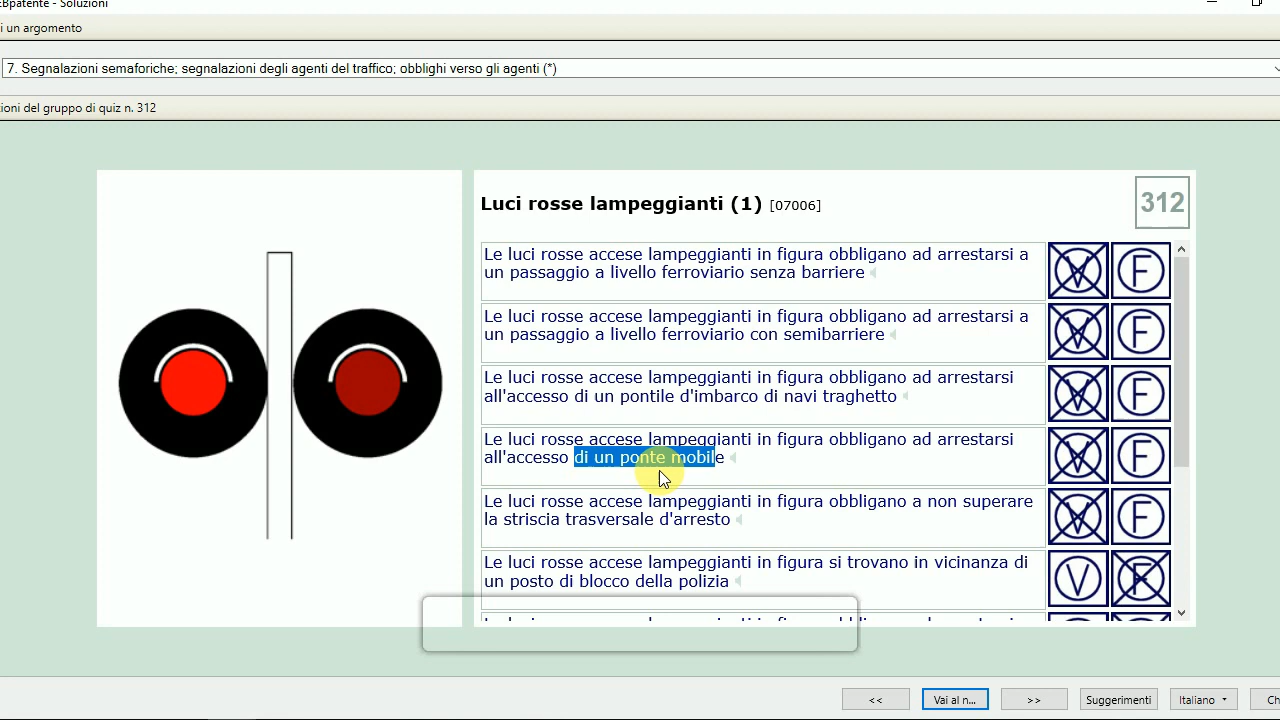 EBpatente - Soluzioni
i un argomento
7. Segnalazioni semaforiche; segnalazioni degli agenti del traffico; obblighi verso gli agenti (*)
ioni del gruppo di quiz n. 312
Luci rosse lampeggianti (1) [07006]
312
Le luci rosse accese lampeggianti in figura obbligano ad arrestarsi a
un passaggio a livello ferroviario senza barriere
V F
Le luci rosse accese lampeggianti in figura obbligano ad arrestarsi a
un passaggio a livello ferroviario con semibarriere
V F
Le luci rosse accese lampeggianti in figura obbligano ad arrestarsi
all'accesso di un pontile d'imbarco di navi traghetto
V F
Le luci rosse accese lampeggianti in figura obbligano ad arrestarsi
all'accesso di un ponte mobile
V F
Le luci rosse accese lampeggianti in figura obbligano a non superare
la striscia trasversale d'arresto
V F
Le luci rosse accese lampeggianti in figura si trovano in vicinanza di
un posto di blocco della polizia
V F
<< Vai al n... >> Suggerimenti Italiano Ch